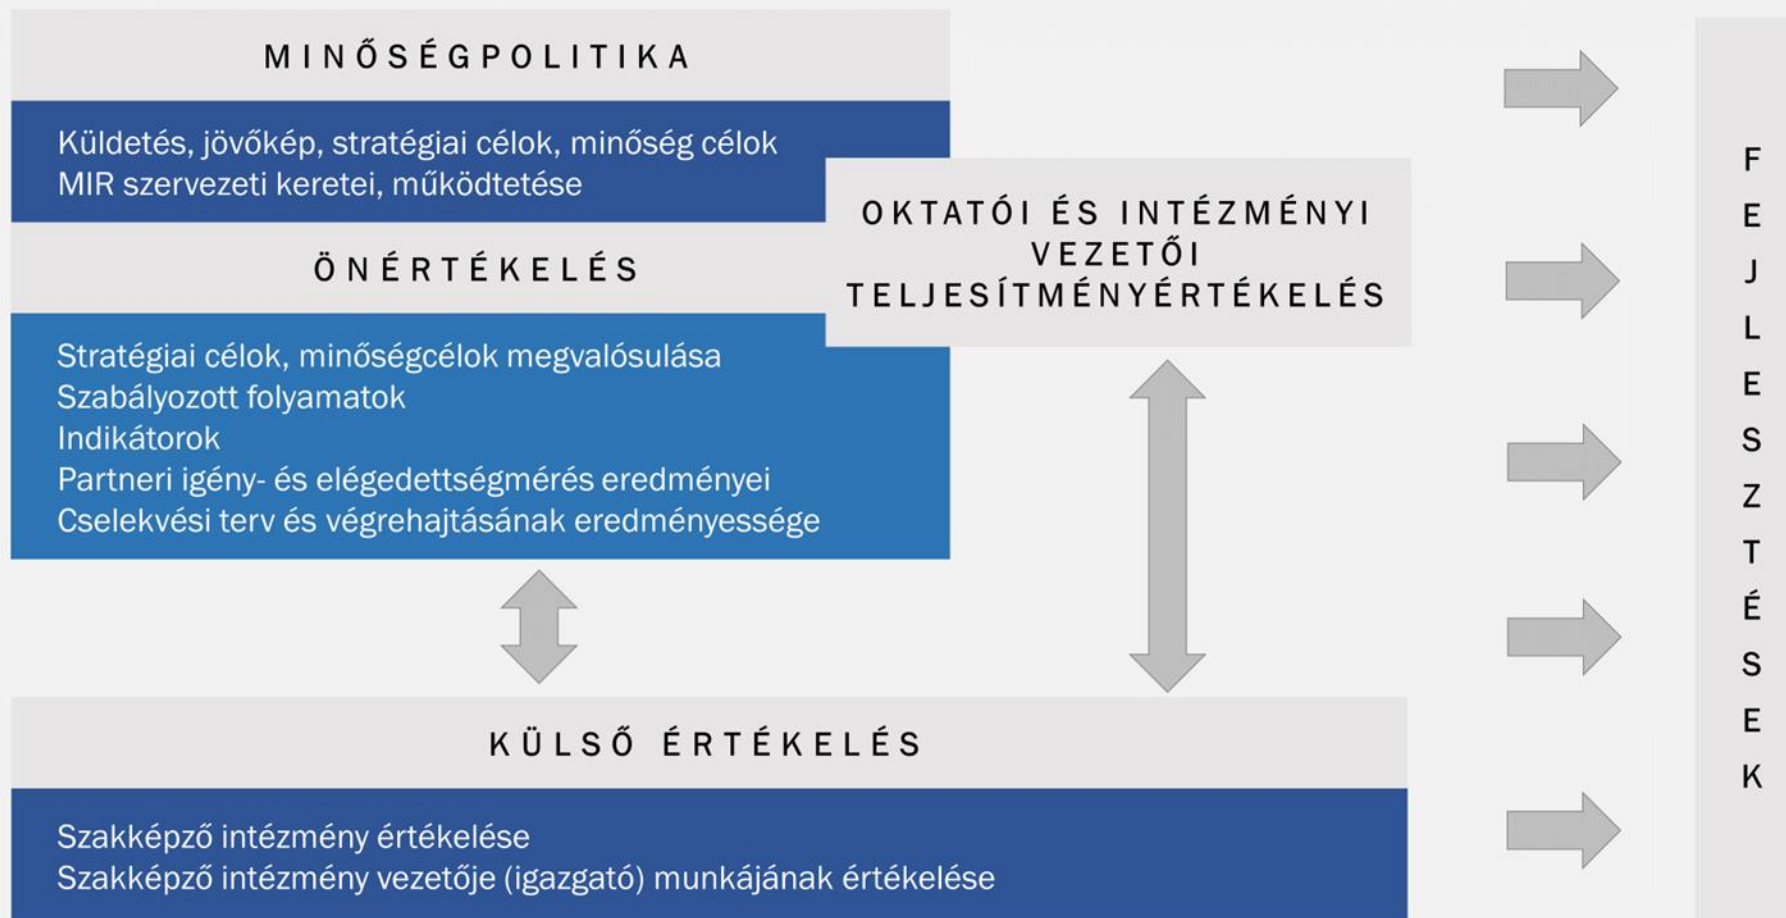 MINŐSÉGPOLITIKA
Küldetés, jövőkép, stratégiai célok, minőség célok
MIR szervezeti keretei, működtetése
ÖNÉRTÉKELÉS
Stratégiai célok, minőségcélok megvalósulása
Szabályozott folyamatok
Indikátorok
Partneri igény- és elégedettségmérés eredményei
Cselekvési terv és végrehajtásának eredményessége
OKTATÓI ÉS INTÉZMÉNYI
VEZETŐI
TELJESÍTMÉNYÉRTÉKELÉS
KÜLSŐ ÉRTÉKELÉS
Szakképző intézmény értékelése
Szakképző intézmény vezetője (igazgató) munkájának értékelése
FEJLESZTÉSEK